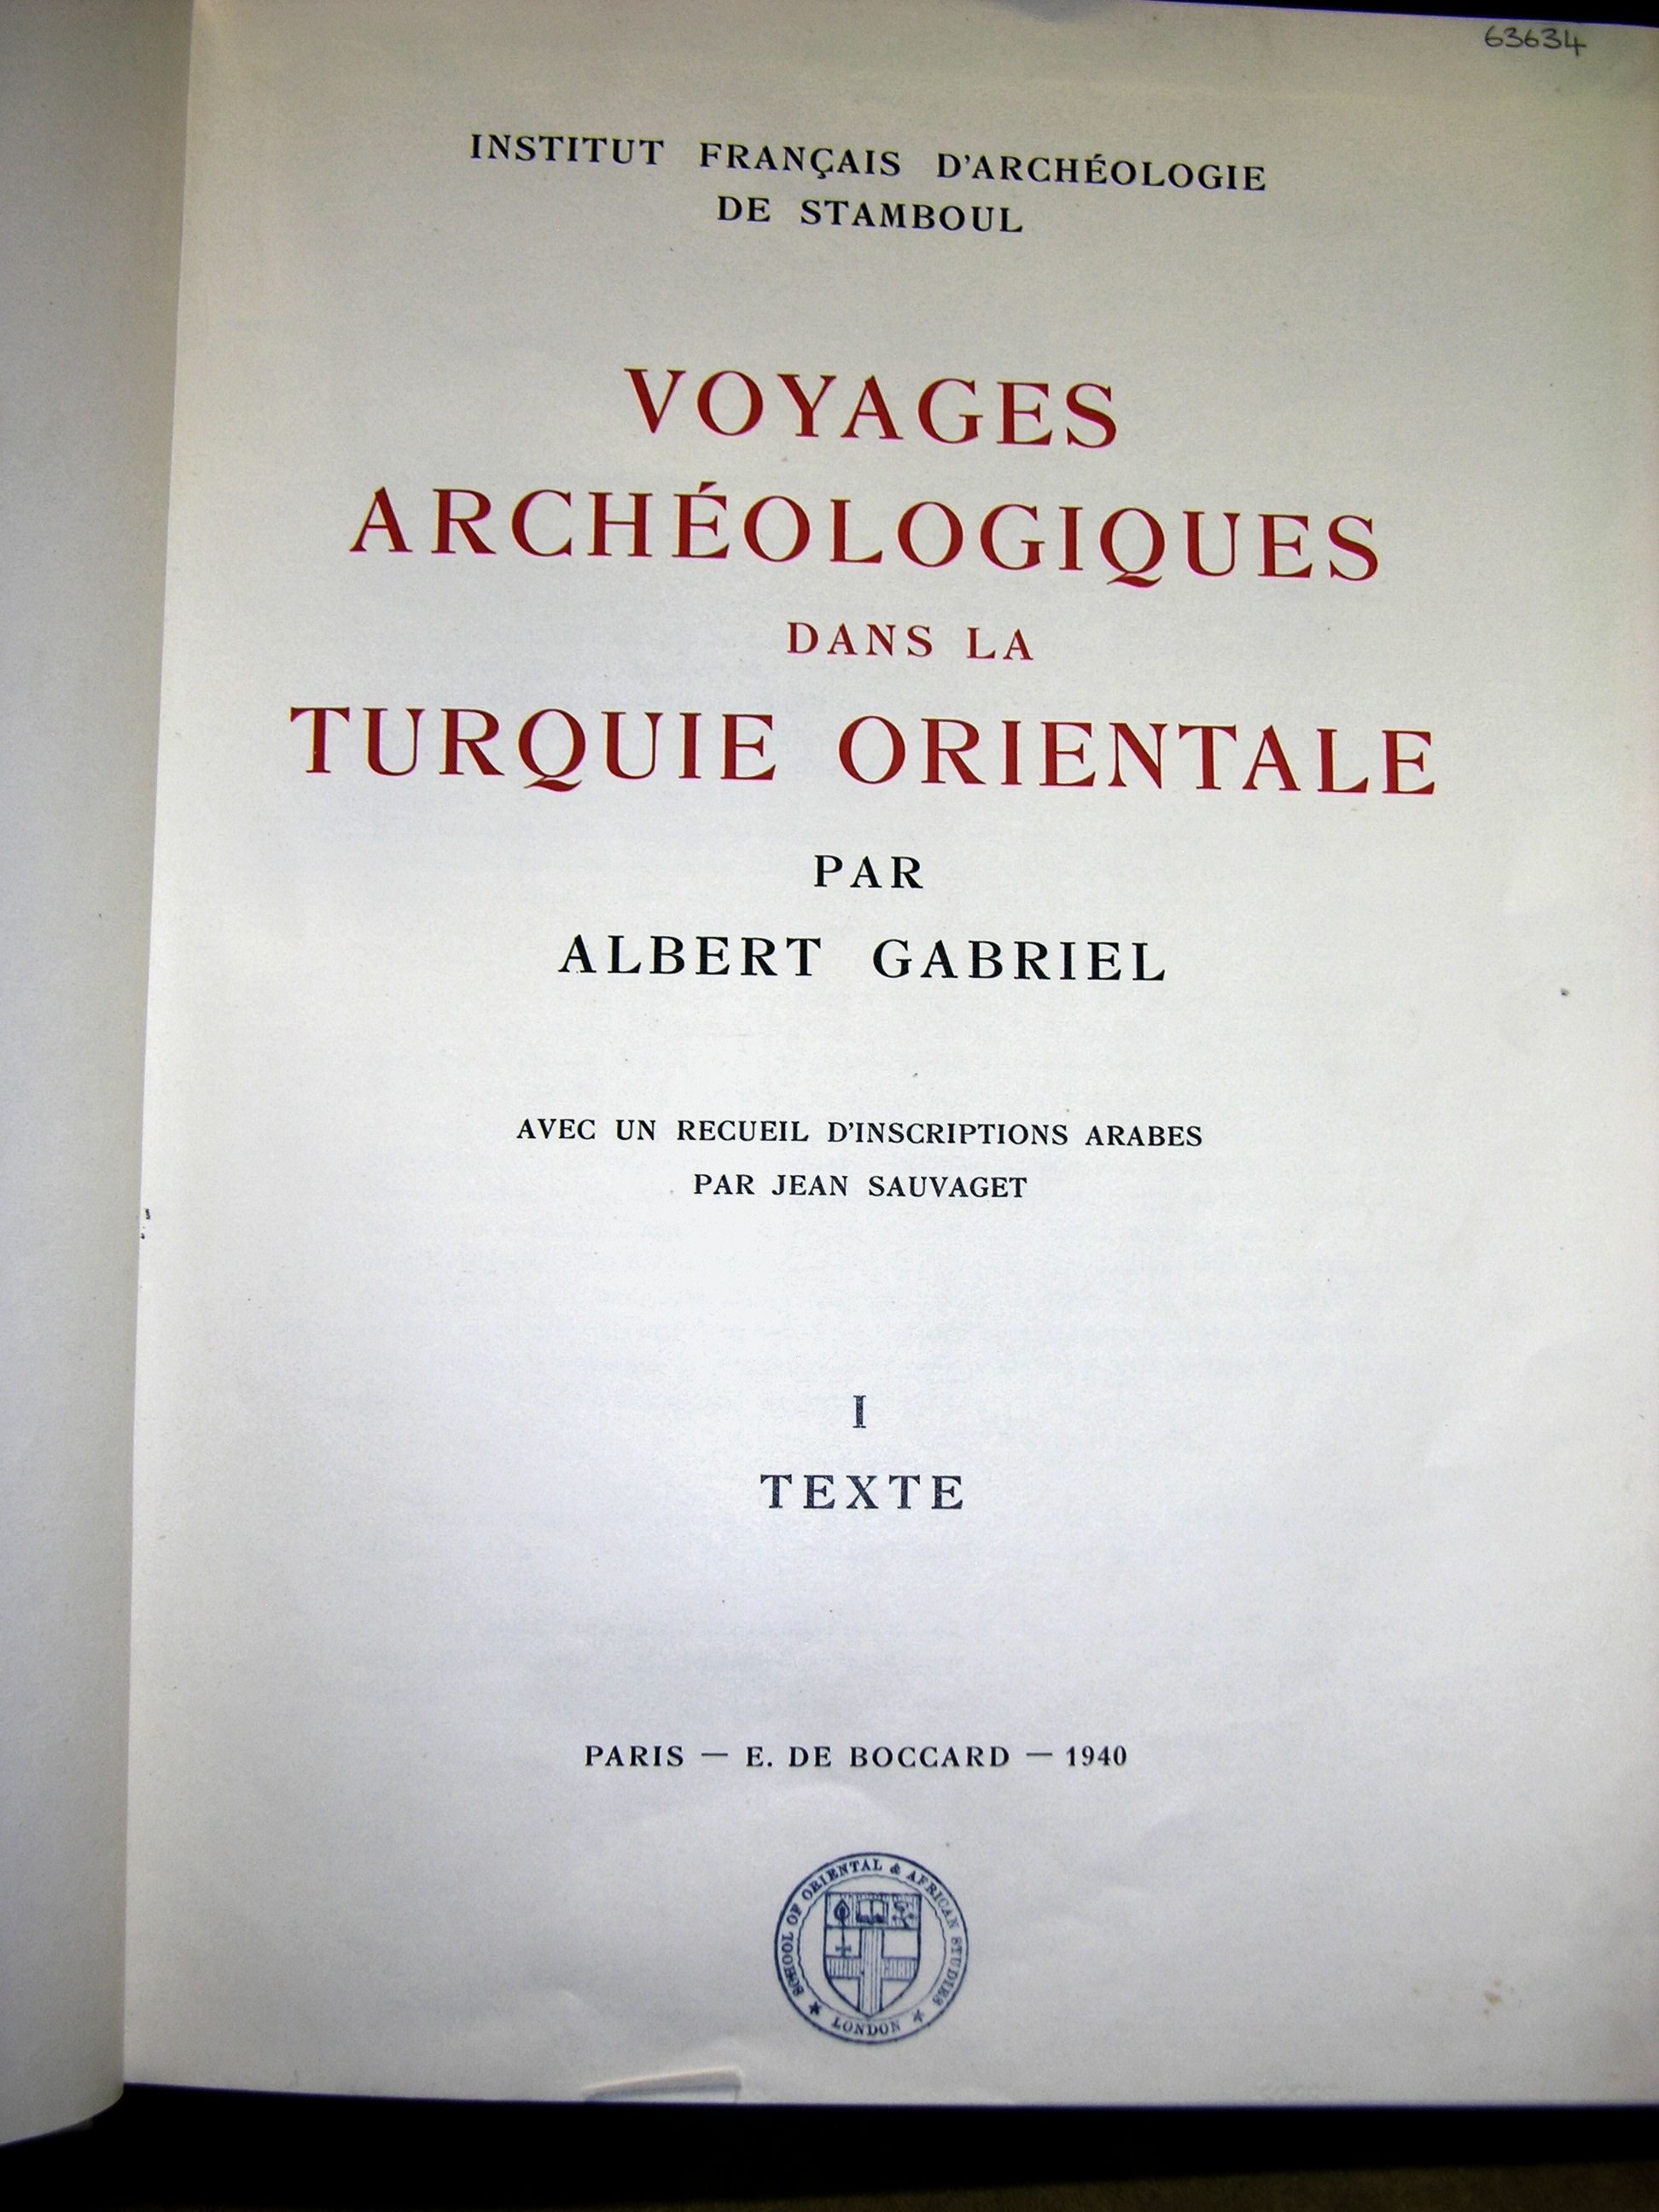 63634
INSTITUT FRANÇAIS D'ARCHÉOLOGIE
DE STAMBOUL
VOYAGES
ARCHÉOLOGIQUES
DANS LA
TURQUIE ORIENTALE
PAR
ALBERT GABRIEL
AVEC UN RECUEIL D'INSCRIPTIONS ARABES
PAR JEAN SAUVAGET
I
TEXTE
PARIS — E. DE BOCCARD — 1940
SCHOOL OF ORIENTAL & AFRICAN STUDIES
LONDON